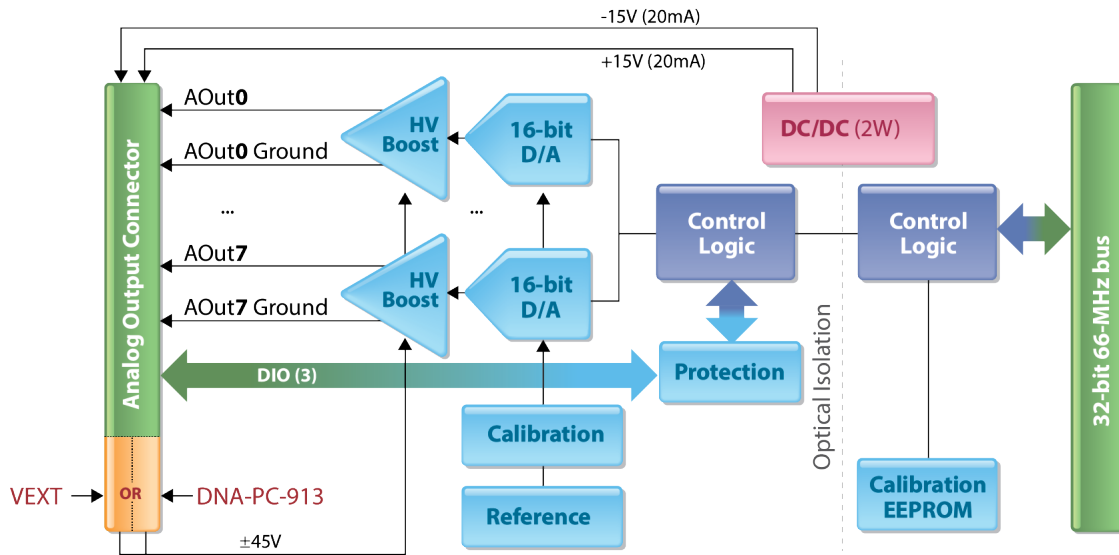 -15V (20mA)
+15V (20mA)
AOut0
HV
Boost
16-bit
D/A
DC/DC (2W)
AOut0 Ground
...
...
Control
Logic
Control
Logic
AOut7
HV
Boost
16-bit
D/A
AOut7 Ground
Analog Output Connector
DIO (3)
Protection
Optical Isolation
32-bit 66-MHz bus
Calibration
Reference
Calibration
EEPROM
VEXT
OR
DNA-PC-913
±45V